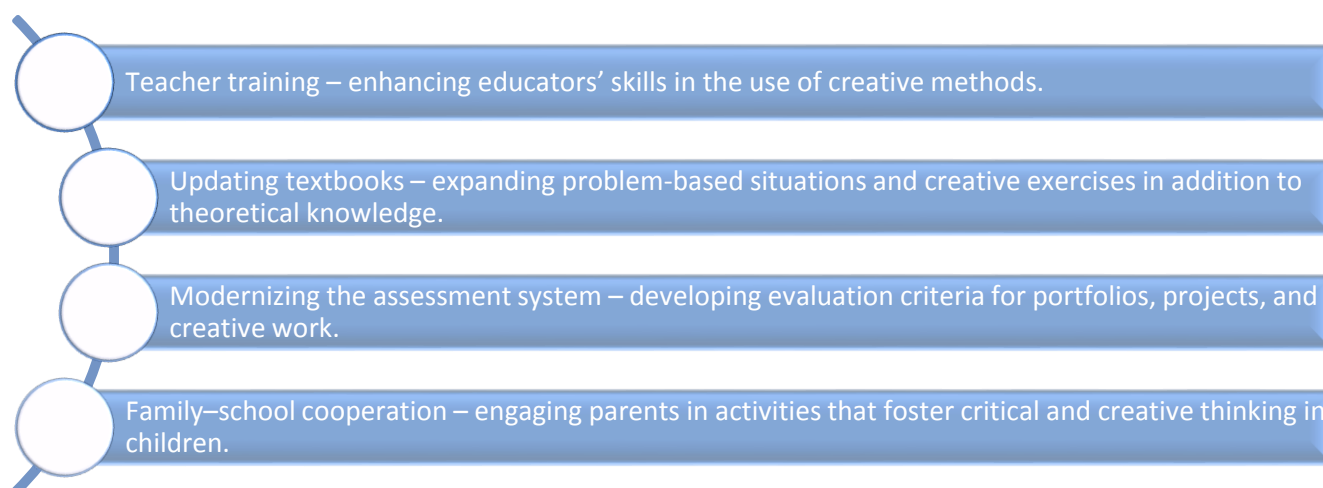 Teacher training – enhancing educators’ skills in the use of creative methods.
Updating textbooks – expanding problem-based situations and creative exercises in addition to
theoretical knowledge.
Modernizing the assessment system – developing evaluation criteria for portfolios, projects, and
creative work.
Family–school cooperation – engaging parents in activities that foster critical and creative thinking in
children.